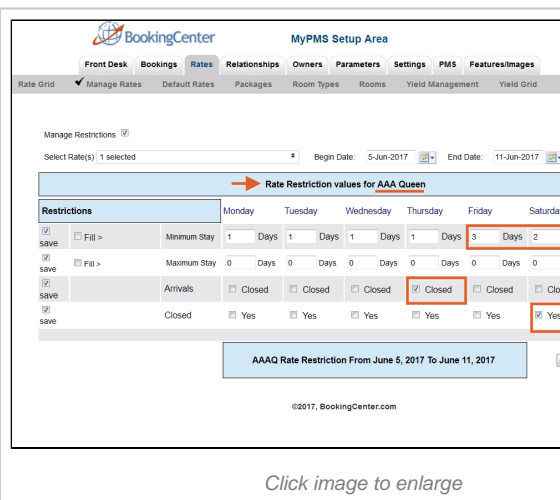 BookingCenter MyPMS Setup Area
Front Desk Bookings Rates Relationships Owners Parameters Settings PMS Features/Images
Rate Grid Manage Rates Default Rates Packages Room Types Rooms Yield Management Yield Grid
Manage Restrictions
Select Rate(s) 1 selected Begin Date: 5-Jun-2017 End Date: 11-Jun-2017
Rate Restriction values for AAA Queen
Restrictions Monday Tuesday Wednesday Thursday Friday Saturda
save Fill > Minimum Stay 1 Days 1 Days 1 Days 1 Days 3 Days 2
save Fill > Maximum Stay 0 Days 0 Days 0 Days 0 Days 0 Days 0
save Arrivals Closed Closed Closed Closed Closed Clo
save Closed Yes Yes Yes Yes Yes Yes
AAAQ Rate Restriction From June 5, 2017 To June 11, 2017
©2017, BookingCenter.com
Click image to enlarge